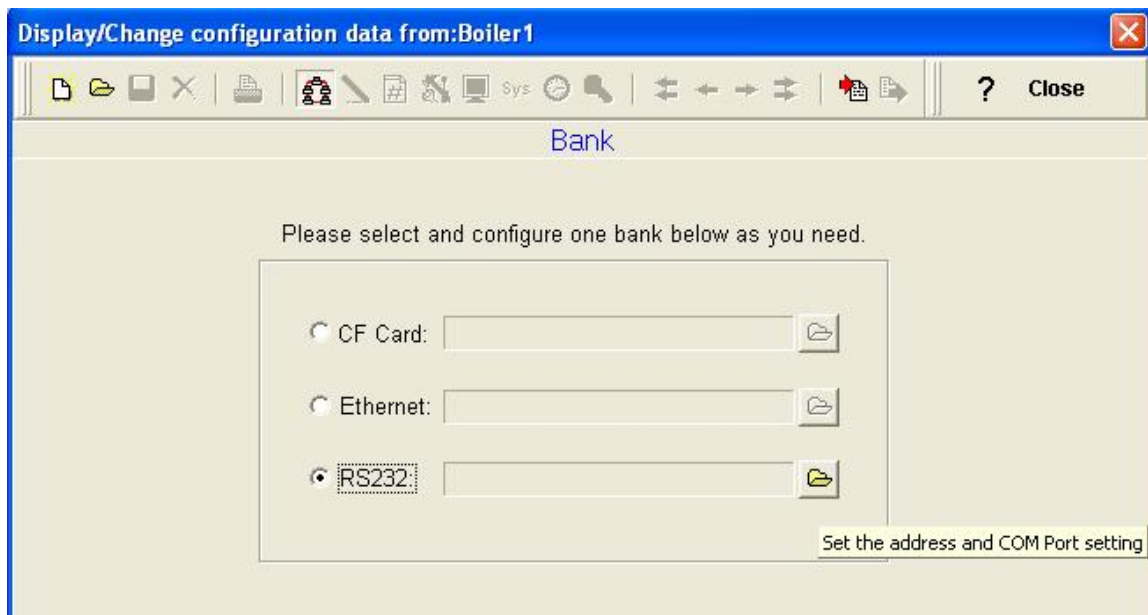 Display/Change configuration data from:Boiler1
Sys ? Close
Bank
Please select and configure one bank below as you need.
CF Card:
Ethernet:
RS232:
Set the address and COM Port setting